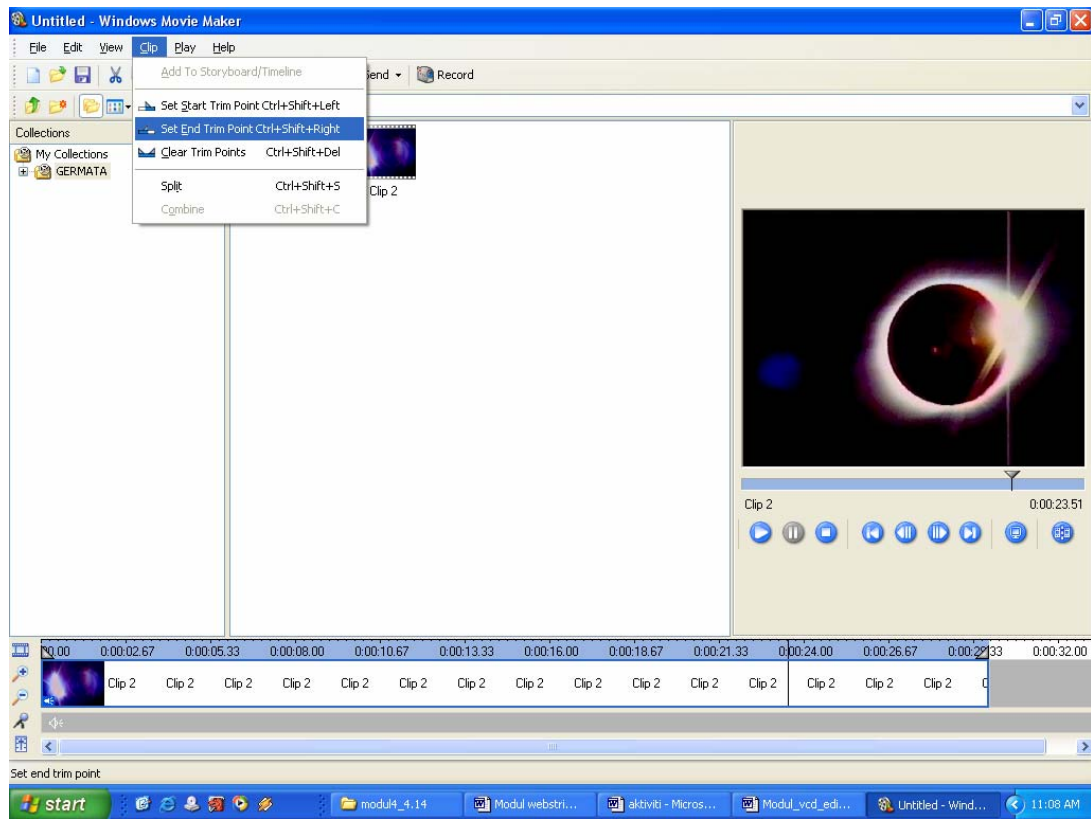 Untitled - Windows Movie Maker
File Edit View Clip Play Help
Add To Storyboard/Timeline
Send Record
Set Start Trim Point Ctrl+Shift+Left
Set End Trim Point Ctrl+Shift+Right
Clear Trim Points Ctrl+Shift+Del
Split Ctrl+Shift+S
Combine Ctrl+Shift+C
Collections
My Collections
GERMATA
Clip 2
Clip 2 0:00:23.51
00.00 0:00:02.67 0:00:05.33 0:00:08.00 0:00:10.67 0:00:13.33 0:00:16.00 0:00:18.67 0:00:21.33 0:00:24.00 0:00:26.67 0:00:29.33 0:00:32.00
Clip 2 Clip 2 Clip 2 Clip 2 Clip 2 Clip 2 Clip 2 Clip 2 Clip 2 Clip 2 Clip 2 Clip 2 Clip 2 Clip 2 Clip 2
Set end trim point
start modul4_4.14 Modul webstri... aktiviti - Micros... Modul_vcd_edi... Untitled - Wind... 11:08 AM